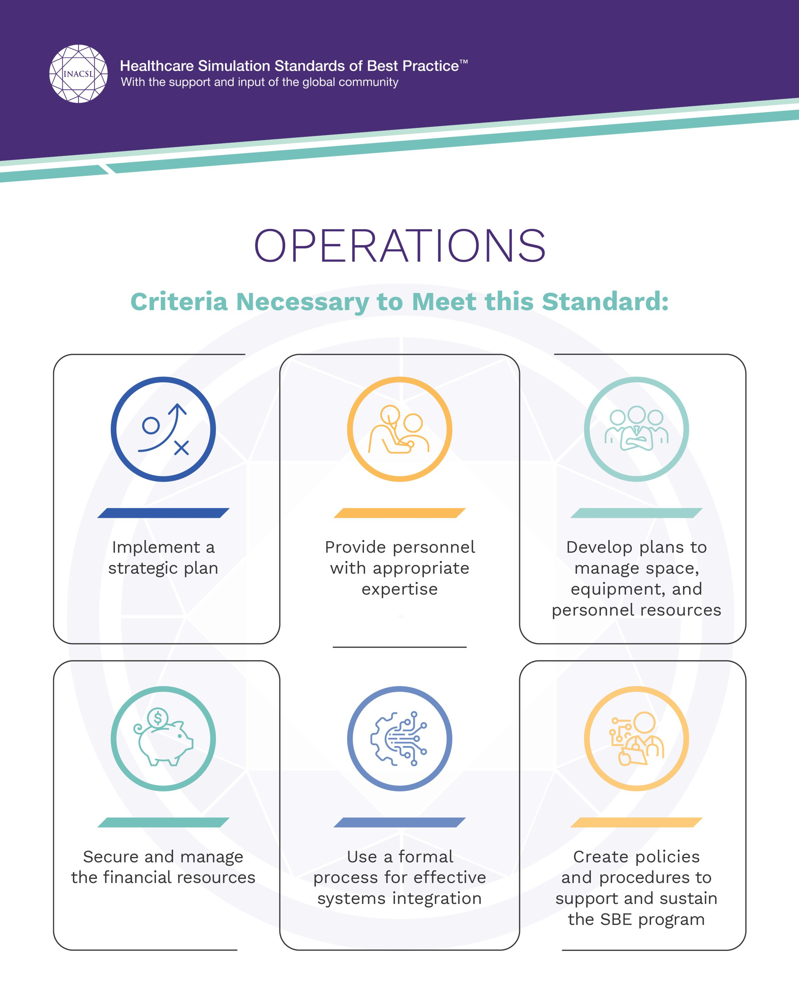 INACSL
Healthcare Simulation Standards of Best Practice™
With the support and input of the global community
OPERATIONS
Criteria Necessary to Meet this Standard:
Implement a
strategic plan
Provide personnel
with appropriate
expertise
Develop plans to
manage space,
equipment, and
personnel resources
$
Secure and manage
the financial resources
Use a formal
process for effective
systems integration
Create policies
and procedures to
support and sustain
the SBE program